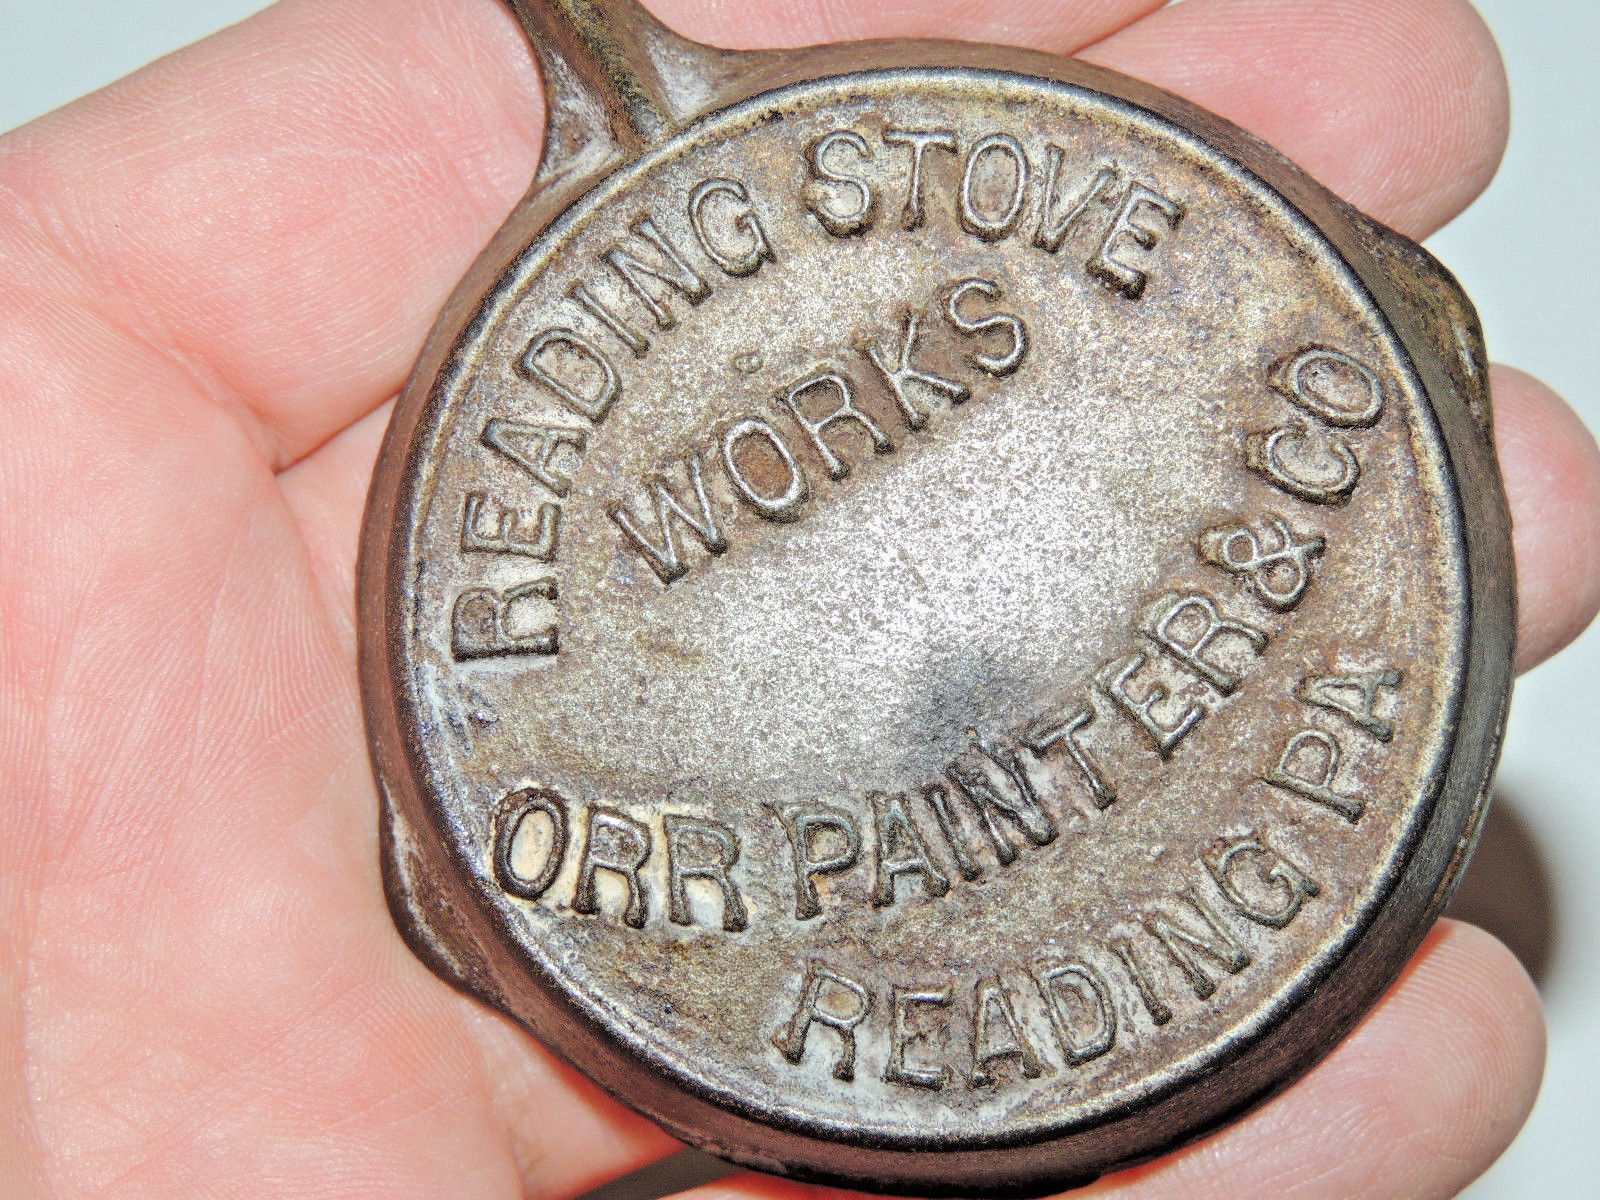 READING STOVE
WORKS
ORR PAINTER & CO
READING PA